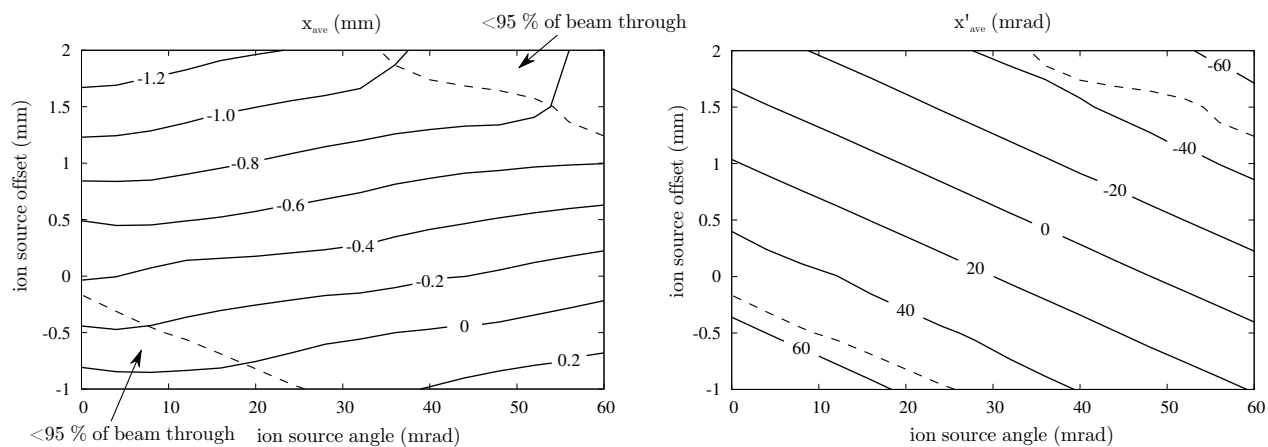 x_ave (mm)
<95 % of beam through
2
1.5
1
0.5
0
-0.5
-1
ion source offset (mm)
-1.2
-1.0
-0.8
-0.6
-0.4
-0.2
0
0.2
0 10 20 30 40 50 60
<95 % of beam through
ion source angle (mrad)
x'_ave (mrad)
2
1.5
1
0.5
0
-0.5
-1
ion source offset (mm)
-60
-40
-20
0
20
40
60
0 10 20 30 40 50 60
ion source angle (mrad)